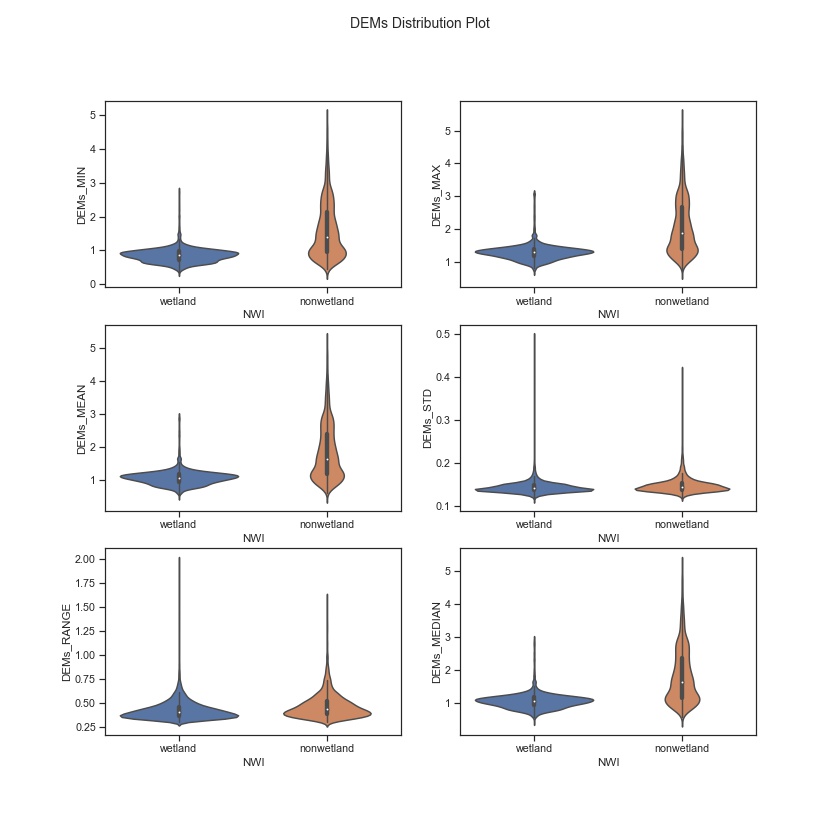 DEMs Distribution Plot
DEMs_MIN
5
4
3
2
1
0
wetland
nonwetland
NWI
DEMs_MAX
5
4
3
2
1
wetland
nonwetland
NWI
DEMs_MEAN
5
4
3
2
1
wetland
nonwetland
NWI
DEMs_STD
0.5
0.4
0.3
0.2
0.1
wetland
nonwetland
NWI
DEMs_RANGE
2.00
1.75
1.50
1.25
1.00
0.75
0.50
0.25
wetland
nonwetland
NWI
DEMs_MEDIAN
5
4
3
2
1
wetland
nonwetland
NWI